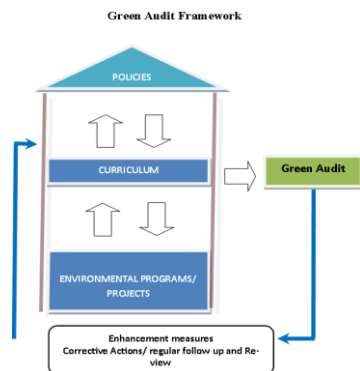 Green Audit Framework
POLICIES
CURRICULUM
Green Audit
ENVIRONMENTAL PROGRAMS/
PROJECTS
Enhancement measures
Corrective Actions/ regular follow up and Re-
view